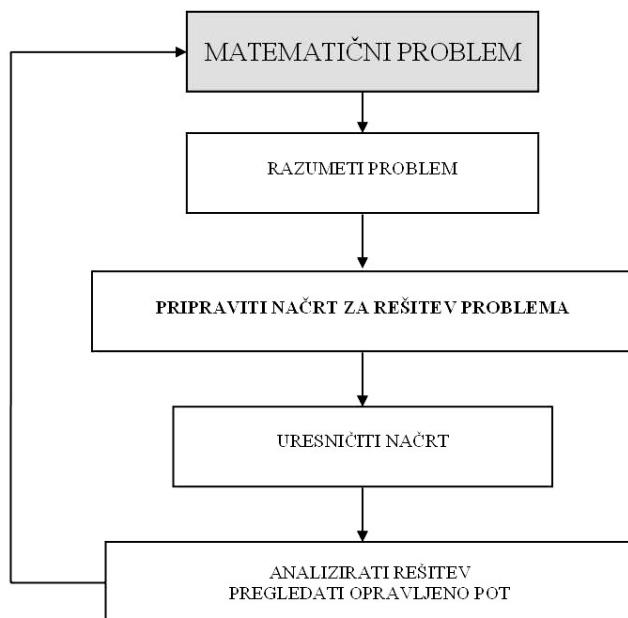 MATEMATIČNI PROBLEM
RAZUMETI PROBLEM
PRIPRAVITI NAČRT ZA REŠITEV PROBLEMA
URESNIČITI NAČRT
ANALIZIRATI REŠITEV
PREGLEDATI OPRAVLJENO POT